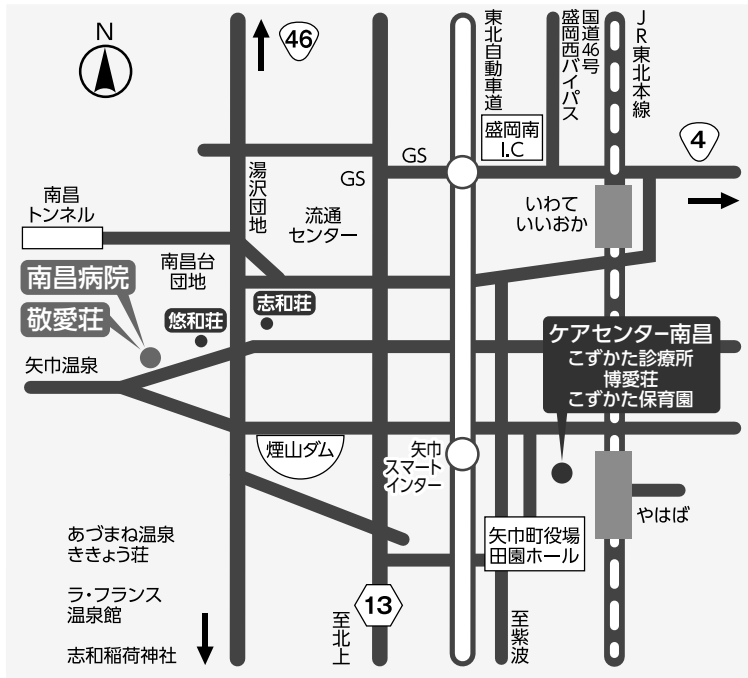 N
46
東北自動車道
国道46号
盛岡西バイパス
JR東北本線
盛岡南
I.C
4
GS
GS
湯沢団地
流通
センター
いわて
いいおか
南昌
トンネル
南昌台
団地
南昌病院
敬愛荘
悠和荘
志和荘
矢巾温泉
ケアセンター南昌
こずかた診療所
博愛荘
こずかた保育園
煙山ダム
矢巾
スマート
インター
やはば
矢巾町役場
田園ホール
あづまね温泉
ききょう荘
ラ・フランス
温泉館
志和稲荷神社
13
至北上
至紫波